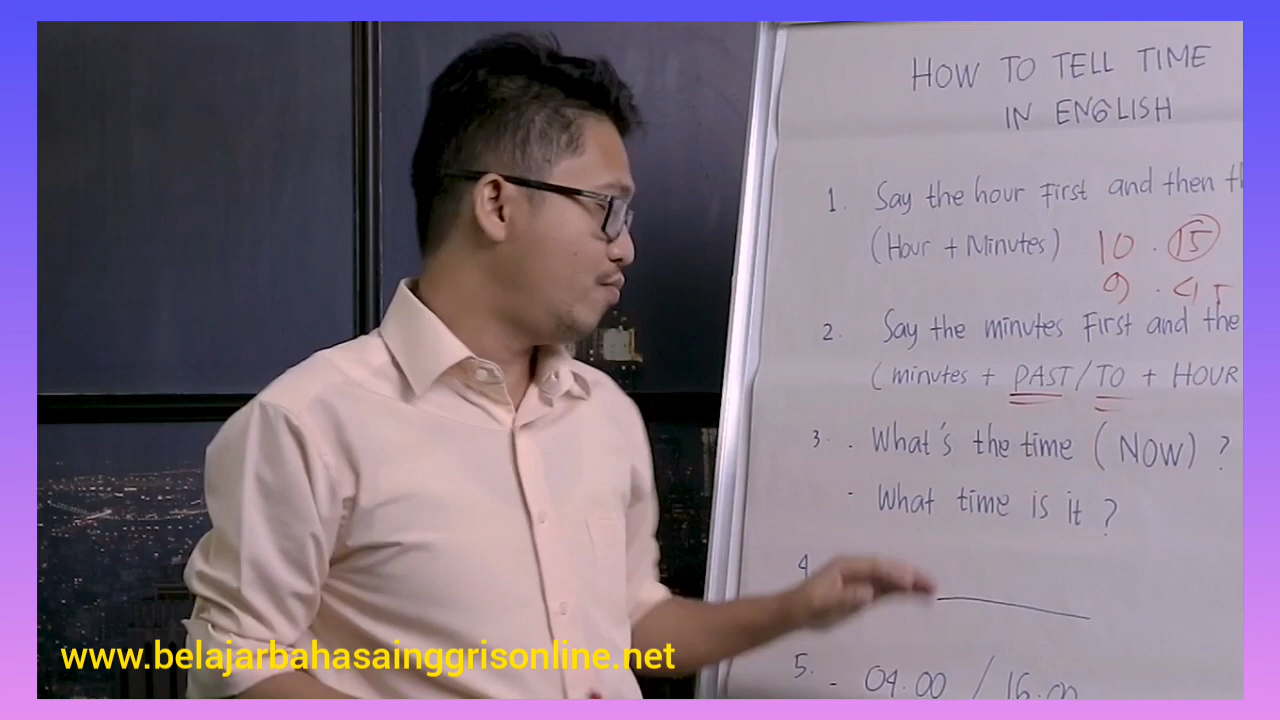 HOW TO TELL TIME
IN ENGLISH
1. Say the hour First and then
(Hour + Minutes) 10 . 15
9 . 45
2. Say the minutes First and the
(minutes + PAST/TO + HOUR
3. . What's the time (NOW) ?
. What time is it ?
4
5. - 04.00 / 16.00
www.belajarbahasainggrisonline.net